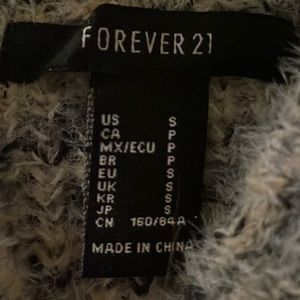 FOREVER 21
US S
CA P
MX/ECU P
BR P
EU S
UK S
KR S
JP S
CN 160/84A
MADE IN CHINA